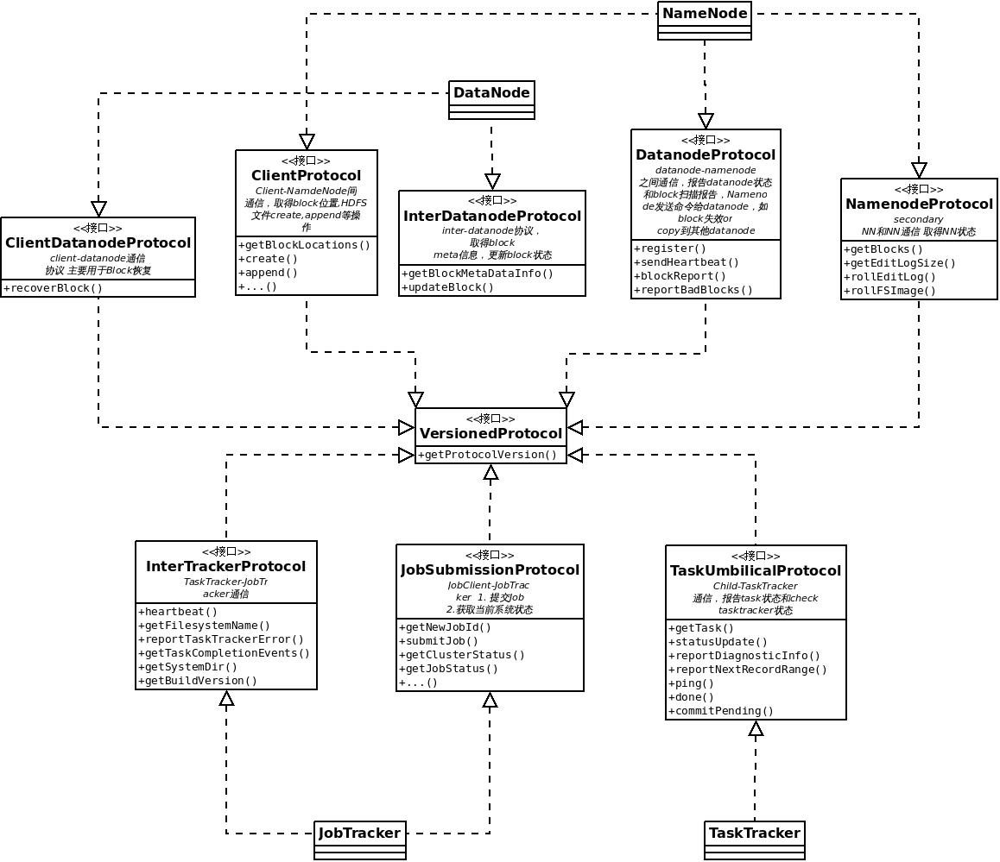 NameNode
DataNode
<<接口>>
ClientProtocol
Client-NamdeNode间
通信，取得block位置,HDFS
文件create,append等操
作
+getBlockLocations()
+create()
+append()
+...()
<<接口>>
DatanodeProtocol
datanode-namenode
之间通信，报告datanode状态
和block扫描报告，Nameno
de发送命令给datanode，如
block失效or
copy到其他datanode
+register()
+sendHeartbeat()
+blockReport()
+reportBadBlocks()
<<接口>>
InterDatanodeProtocol
inter-datanode协议，
取得block
meta信息，更新block状态
+getBlockMetaDataInfo()
+updateBlock()
<<接口>>
NamenodeProtocol
secondary
NN和NN通信 取得NN状态
+getBlocks()
+getEditLogSize()
+rollEditLog()
+rollFSImage()
<<接口>>
ClientDatanodeProtocol
client-datanode通信
协议 主要用于Block恢复
+recoverBlock()
<<接口>>
VersionedProtocol
+getProtocolVersion()
<<接口>>
InterTrackerProtocol
TaskTracker-JobTr
acker通信
+heartbeat()
+getFilesystemName()
+reportTaskTrackerError()
+getTaskCompletionEvents()
+getSystemDir()
+getBuildVersion()
<<接口>>
JobSubmissionProtocol
JobClient-JobTrac
ker 1. 提交Job
2.获取当前系统状态
+getNewJobId()
+submitJob()
+getClusterStatus()
+getJobStatus()
+...()
<<接口>>
TaskUmbilicalProtocol
Child-TaskTracker
通信，报告task状态和check
tasktracker状态
+getTask()
+statusUpdate()
+reportDiagnosticInfo()
+reportNextRecordRange()
+ping()
+done()
+commitPending()
JobTracker
TaskTracker